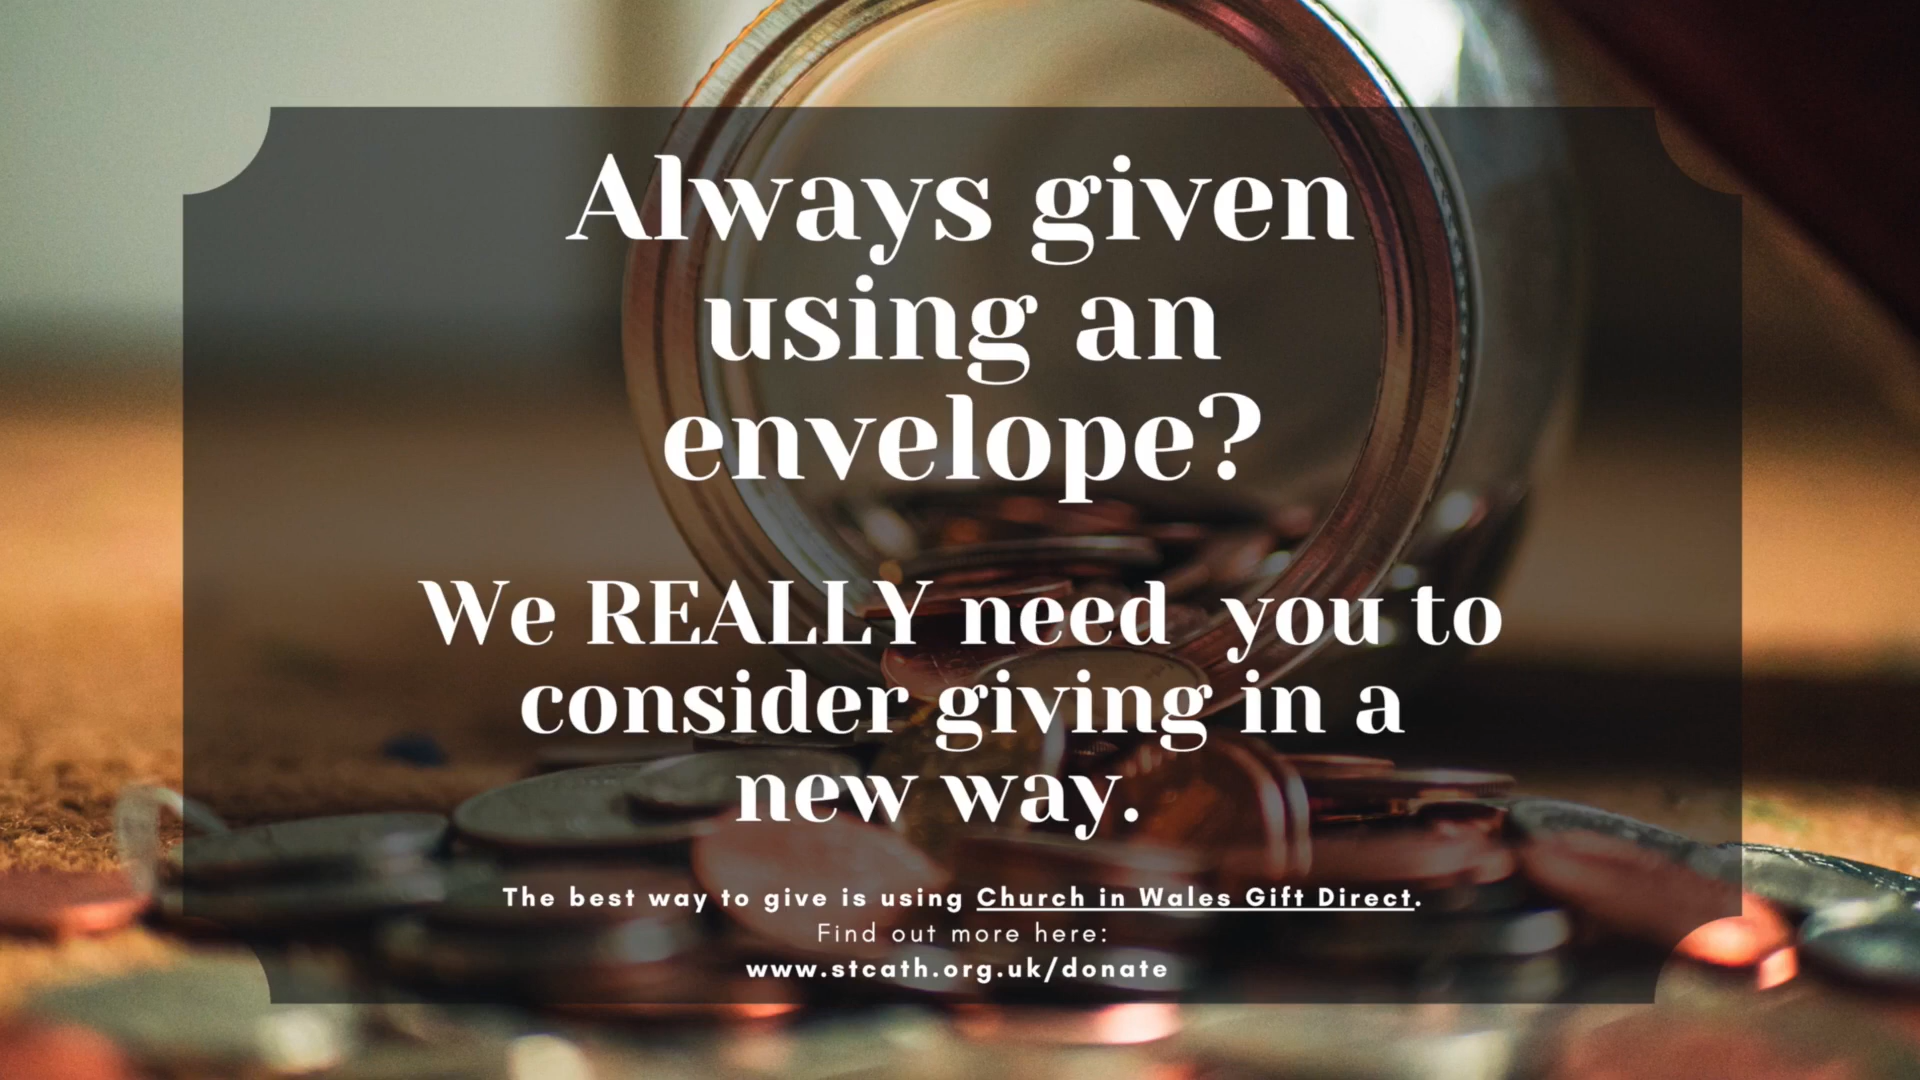 Always given
using an
envelope?
We REALLY need you to
consider giving in a
new way.
The best way to give is using Church in Wales Gift Direct.
Find out more here:
www.stcath.org.uk/donate